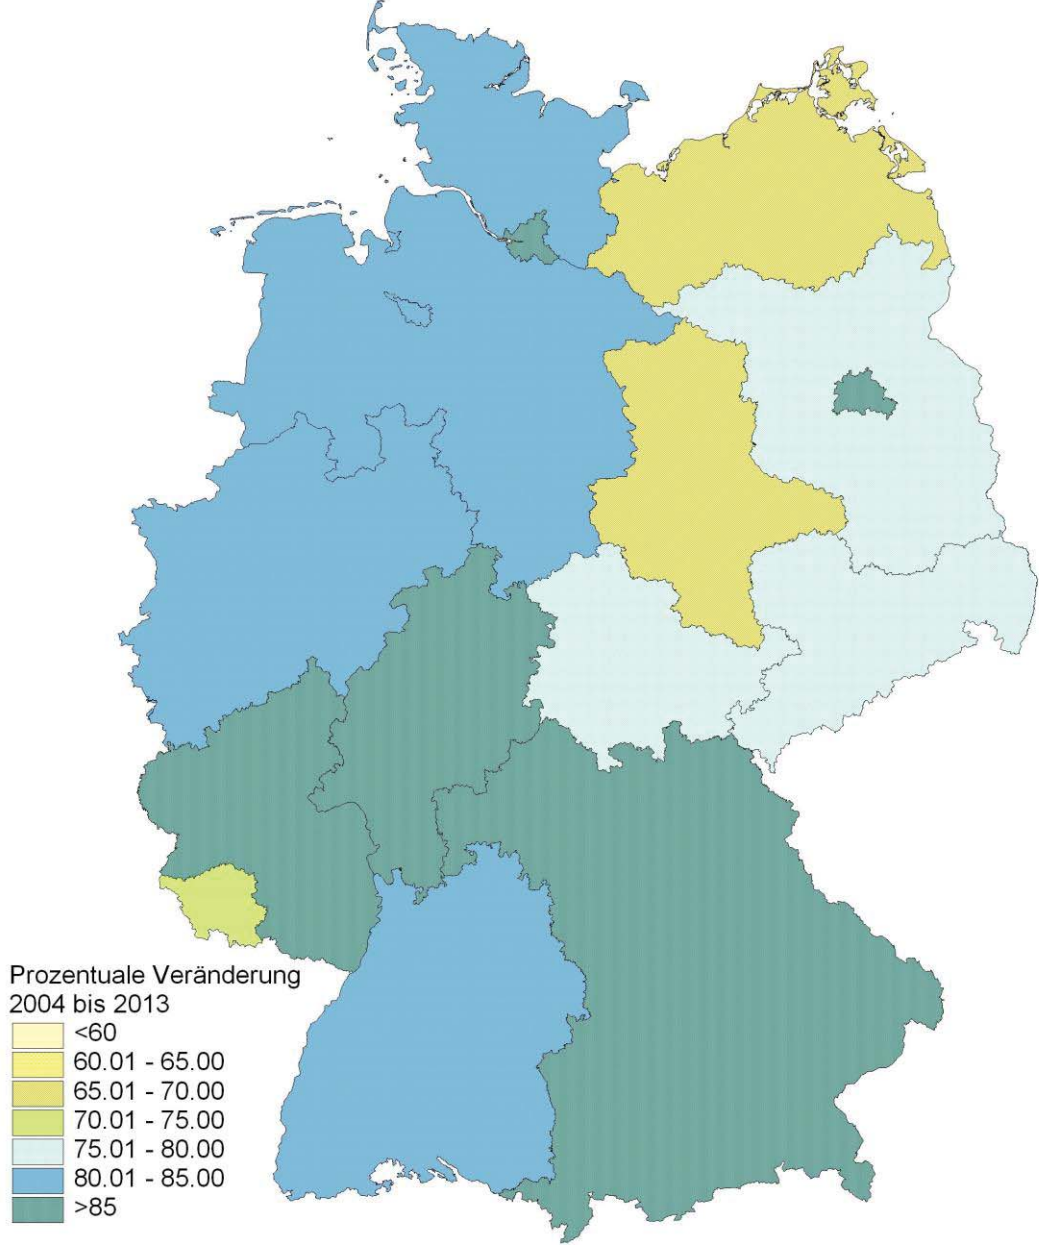 Prozentuale Veränderung
2004 bis 2013
<60
60.01 - 65.00
65.01 - 70.00
70.01 - 75.00
75.01 - 80.00
80.01 - 85.00
>85